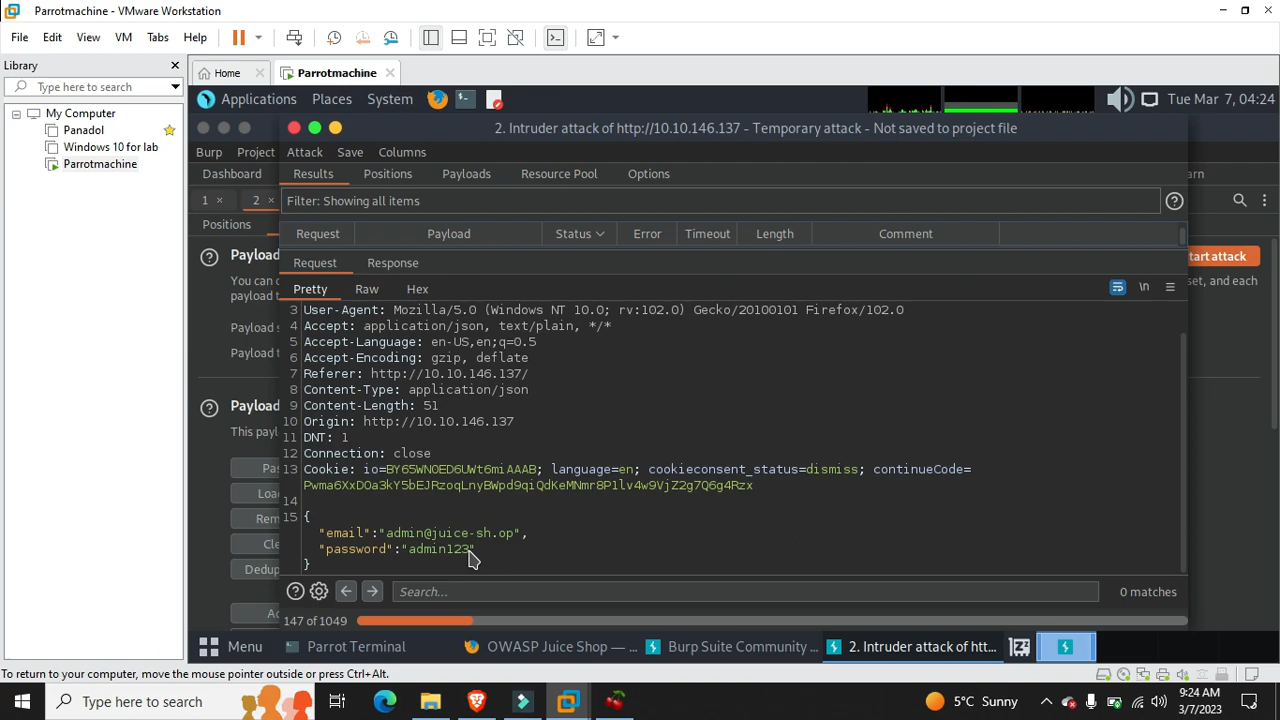 Parrotmachine - VMware Workstation
File Edit View VM Tabs Help
Library
Type here to search
My Computer
Panadol
Windows 10 for lab
Parrotmachine
Home Parrotmachine
Applications Places System Tue Mar 7, 04:24
2. Intruder attack of http://10.10.146.137 - Temporary attack - Not saved to project file
Burp Project Attack Save Columns
Dashboard Results Positions Payloads Resource Pool Options
1 × 2 × Filter: Showing all items
Positions Request Payload Status Error Timeout Length Comment
Request Response
Pretty Raw Hex \n
3 User-Agent: Mozilla/5.0 (Windows NT 10.0; rv:102.0) Gecko/20100101 Firefox/102.0
4 Accept: application/json, text/plain, */*
5 Accept-Language: en-US,en;q=0.5
6 Accept-Encoding: gzip, deflate
7 Referer: http://10.10.146.137/
8 Content-Type: application/json
9 Content-Length: 51
10 Origin: http://10.10.146.137
11 DNT: 1
12 Connection: close
13 Cookie: io=BY65WN0ED6UWt6miAAAB; language=en; cookieconsent_status=dismiss; continueCode=
Pwma6XxDOa3kY5bEJRzoqLnyBWpd9qiQdKeMNmr8P1lv4w9VjZ2g7Q6g4Rzx
14
15 {
"email":"admin@juice-sh.op",
"password":"admin123"
}
Search... 0 matches
147 of 1049
Menu Parrot Terminal OWASP Juice Shop — ... Burp Suite Community ... 2. Intruder attack of htt...
To return to your computer, move the mouse pointer outside or press Ctrl+Alt.
Type here to search 5°C Sunny 9:24 AM
3/7/2023